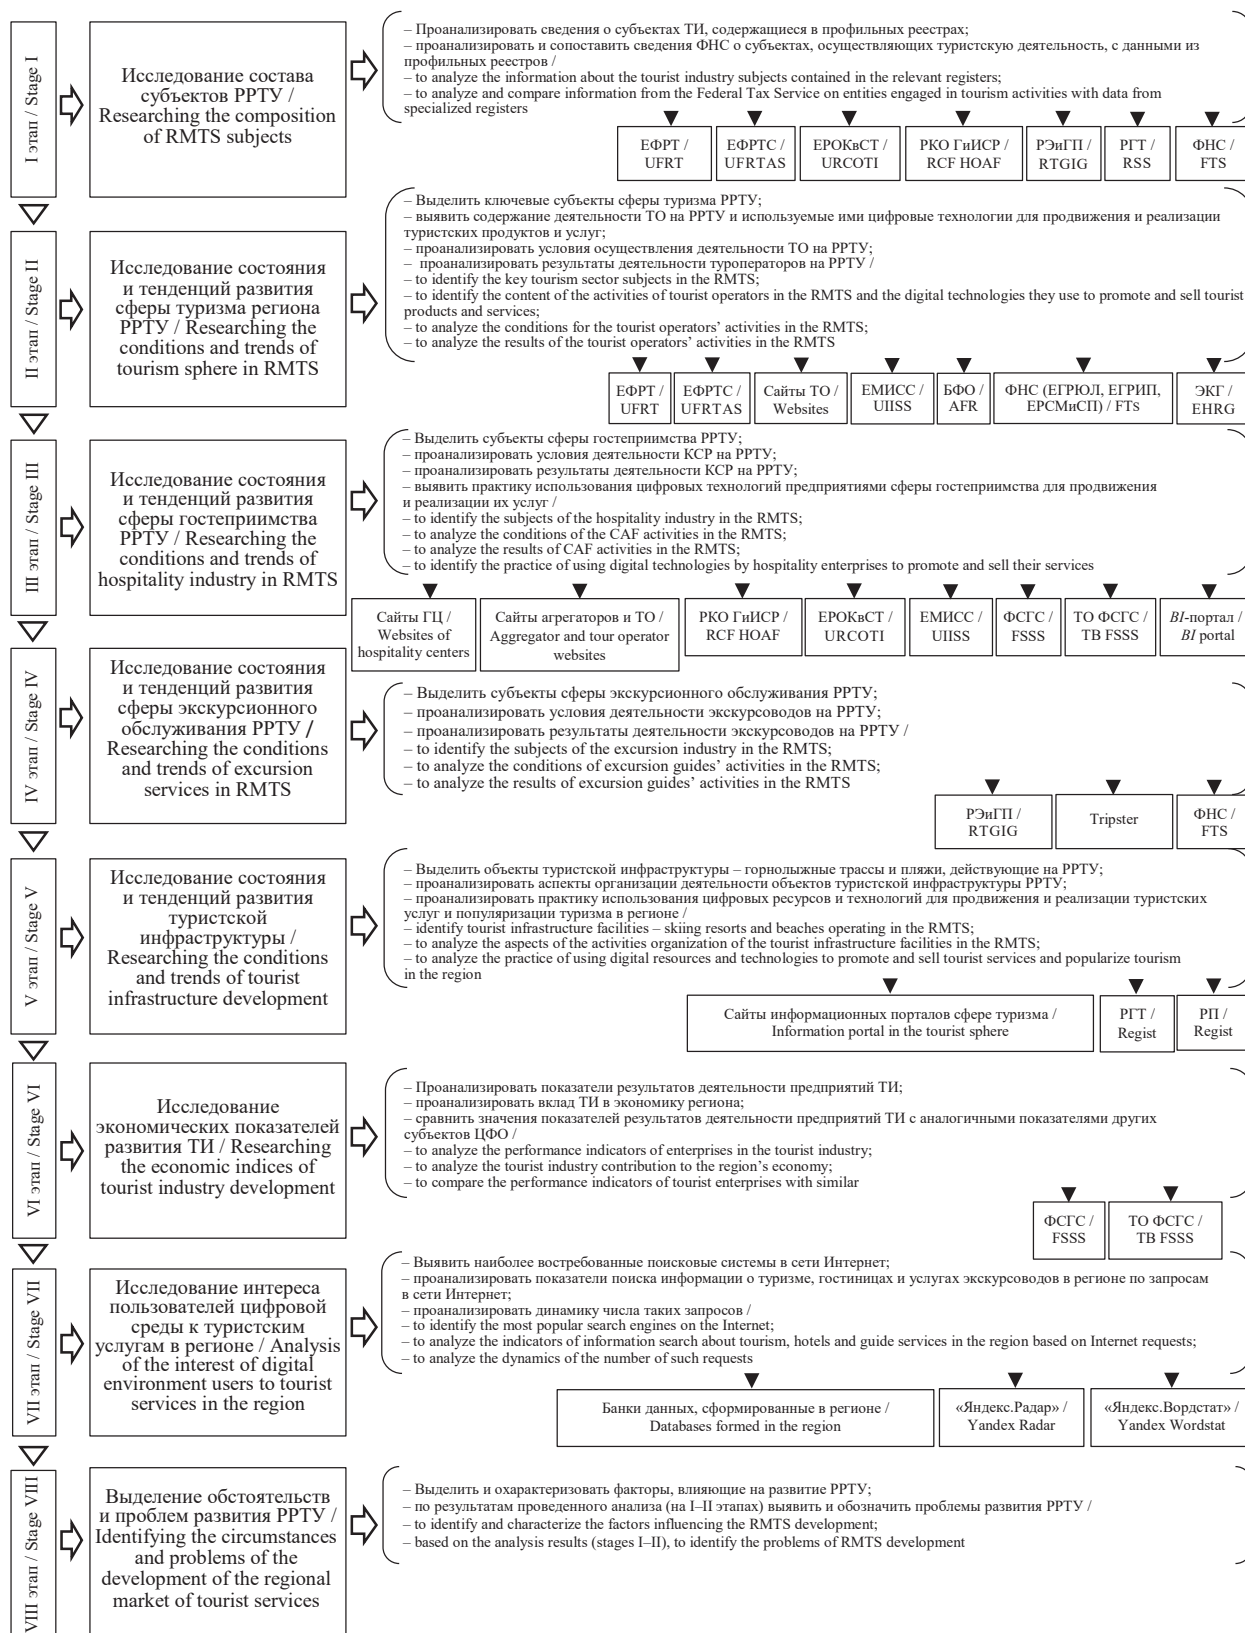 I этап / Stage I
Исследование состава
субъектов РРТУ /
Researching the
composition
of RMTS subjects
– Проанализировать сведения о субъектах ТИ, содержащиеся в профильных реестрах;
– проанализировать и сопоставить сведения ФНС о субъектах, осуществляющих туристскую деятельность, с данными из
профильных реестров /
– to analyze the information about the tourist industry subjects contained in the relevant registers;
– to analyze and compare information from the Federal Tax Service on entities engaged in tourism activities with data from
specialized registers
ЕФРТ /
UFRT
ЕФРТС /
UFRTAS
ЕРОКвСТ /
URCOTI
РКО ГиИСР /
RCF HOAF
РЭиГП /
RTGIG
РГТ /
RSS
ФНС /
FTS
II этап / Stage II
Исследование состояния
и тенденций развития
сферы туризма региона
РРТУ / Researching the
conditions and trends of
tourism sphere in RMTS
– Выделить ключевые субъекты сферы туризма РРТУ;
– выявить содержание деятельности ТО на РРТУ и используемые ими цифровые технологии для продвижения и реализации
туристских продуктов и услуг;
– проанализировать условия осуществления деятельности ТО на РРТУ;
– проанализировать результаты деятельности туроператоров на РРТУ /
– to identify the key tourism sector subjects in the RMTS;
– to identify the content of the activities of tourist operators in the RMTS and the digital technologies they use to promote and sell tourist
products and services;
– to analyze the conditions for the tourist operators’ activities in the RMTS;
– to analyze the results of the tourist operators’ activities in the RMTS
ЕФРТ /
UFRT
ЕФРТС /
UFRTAS
Сайты ТО /
Websites
ЕМИСС /
UIISS
БФО /
AFR
ФНС (ЕГРЮЛ, ЕГРИП,
ЕРСМиСП) / FTs
ЭКГ /
EHRG
III этап / Stage III
Исследование состояния
и тенденций развития
сферы гостеприимства
РРТУ / Researching the
conditions and trends of
hospitality industry in RMTS
– Выделить субъекты сферы гостеприимства РРТУ;
– проанализировать условия деятельности КСР на РРТУ;
– проанализировать результаты деятельности КСР на РРТУ;
– выявить практику использования цифровых технологий предприятиями сферы гостеприимства для продвижения
и реализации их услуг /
– to identify the subjects of the hospitality industry in the RMTS;
– to analyze the conditions of the CAF activities in the RMTS;
– to analyze the results of CAF activities in the RMTS;
– to identify the practice of using digital technologies by hospitality enterprises to promote and sell their services
Сайты ГЦ /
Websites of
hospitality centers
Сайты агрегаторов и ТО /
Aggregator and tour operator
websites
РКО ГиИСР /
RCF HOAF
ЕРОКвСТ /
URCOTI
ЕМИСС /
UIISS
ФСГС /
FSSS
ТО ФСГС /
TB FSSS
BI-портал /
BI portal
IV этап / Stage IV
Исследование состояния
и тенденций развития
сферы экскурсионного
обслуживания РРТУ /
Researching the conditions
and trends of excursion
services in RMTS
– Выделить субъекты сферы экскурсионного обслуживания РРТУ;
– проанализировать условия деятельности экскурсоводов на РРТУ;
– проанализировать результаты деятельности экскурсоводов на РРТУ /
– to identify the subjects of the excursion industry in the RMTS;
– to analyze the conditions of excursion guides’ activities in the RMTS;
– to analyze the results of excursion guides’ activities in the RMTS
РЭиГП /
RTGIG
Tripster
ФНС /
FTS
V этап / Stage V
Исследование состояния
и тенденций развития
туристской
инфраструктуры /
Researching the conditions
and trends of tourist
infrastructure development
– Выделить объекты туристской инфраструктуры – горнолыжные трассы и пляжи, действующие на РРТУ;
– проанализировать аспекты организации деятельности объектов туристской инфраструктуры РРТУ;
– проанализировать практику использования цифровых ресурсов и технологий для продвижения и реализации туристских
услуг и популяризации туризма в регионе /
– identify tourist infrastructure facilities – skiing resorts and beaches operating in the RMTS;
– to analyze the aspects of the activities organization of the tourist infrastructure facilities in the RMTS;
– to analyze the practice of using digital resources and technologies to promote and sell tourist services and popularize tourism
in the region
Сайты информационных порталов сфере туризма /
Information portal in the tourist sphere
РГТ /
Regist
РП /
Regist
VI этап / Stage VI
Исследование
экономических показателей
развития ТИ / Researching
the economic indices of
tourist industry development
– Проанализировать показатели результатов деятельности предприятий ТИ;
– проанализировать вклад ТИ в экономику региона;
– сравнить значения показателей результатов деятельности предприятий ТИ с аналогичными показателями других
субъектов ЦФО /
– to analyze the performance indicators of enterprises in the tourist industry;
– to analyze the tourist industry contribution to the region’s economy;
– to compare the performance indicators of tourist enterprises with similar
ФСГС /
FSSS
ТО ФСГС /
TB FSSS
VII этап / Stage VII
Исследование интереса
пользователей цифровой
среды к туристским
услугам в регионе / Analysis
of the interest of digital
environment users to tourist
services in the region
– Выявить наиболее востребованные поисковые системы в сети Интернет;
– проанализировать показатели поиска информации о туризме, гостиницах и услугах экскурсоводов в регионе по запросам
в сети Интернет;
– проанализировать динамику числа таких запросов /
– to identify the most popular search engines on the Internet;
– to analyze the indicators of information search about tourism, hotels and guide services in the region based on Internet requests;
– to analyze the dynamics of the number of such requests
Банки данных, сформированные в регионе /
Databases formed in the region
«Яндекс.Радар» /
Yandex Radar
«Яндекс.Вордстат» /
Yandex Wordstat
VIII этап / Stage VIII
Выделение обстоятельств
и проблем развития РРТУ /
Identifying the circumstances
and problems of the
development of the regional
market of tourist services
– Выделить и охарактеризовать факторы, влияющие на развитие РРТУ;
– по результатам проведенного анализа (на I–II этапах) выявить и обозначить проблемы развития РРТУ /
– to identify and characterize the factors influencing the RMTS development;
– based on the analysis results (stages I–II), to identify the problems of RMTS development